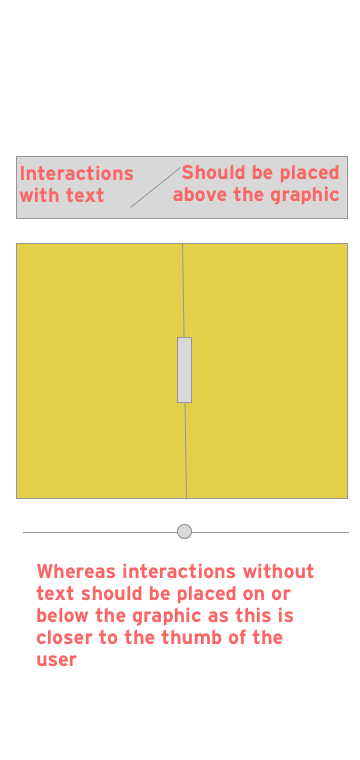 Interactions
with text
Should be placed
above the graphic
Whereas interactions without
text should be placed on or
below the graphic as this is
closer to the thumb of the
user